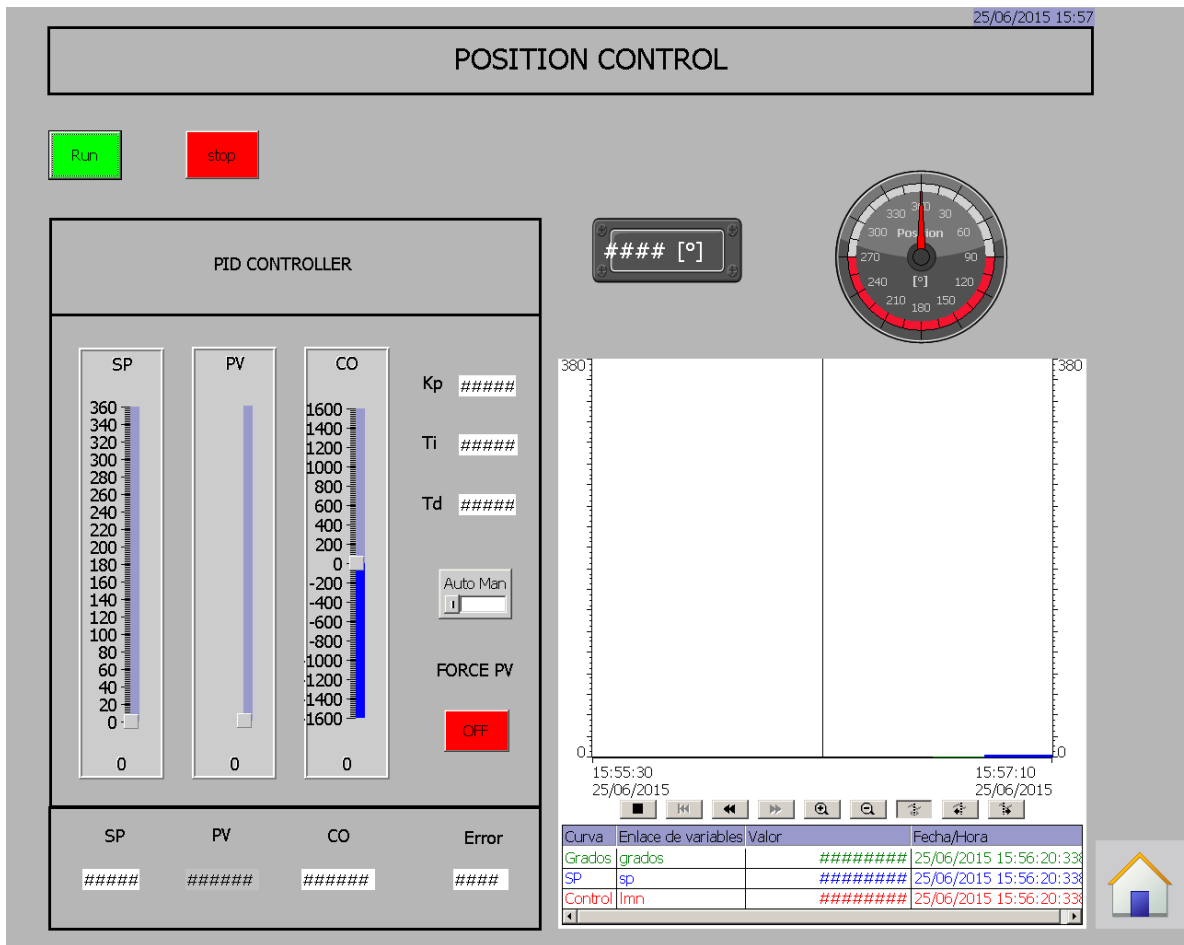 25/06/2015 15:57
POSITION CONTROL
Run
stop
#### [°]
330 360 30
300 Position 60
270 90
240 [°] 120
210 180 150
PID CONTROLLER
SP
360
340
320
300
280
260
240
220
200
180
160
140
120
100
80
60
40
20
0
0
PV
0
CO
1600
1400
1200
1000
800
600
400
200
0
-200
-400
-600
-800
-1000
-1200
-1400
-1600
0
Kp #####
Ti #####
Td #####
Auto Man
FORCE PV
OFF
SP PV CO Error
##### ###### ###### ####
380 380
0 0
15:55:30 15:57:10
25/06/2015 25/06/2015
Curva Enlace de variables Valor Fecha/Hora
Grados grados ######## 25/06/2015 15:56:20:338
SP sp ######## 25/06/2015 15:56:20:338
Control lmn ######## 25/06/2015 15:56:20:338